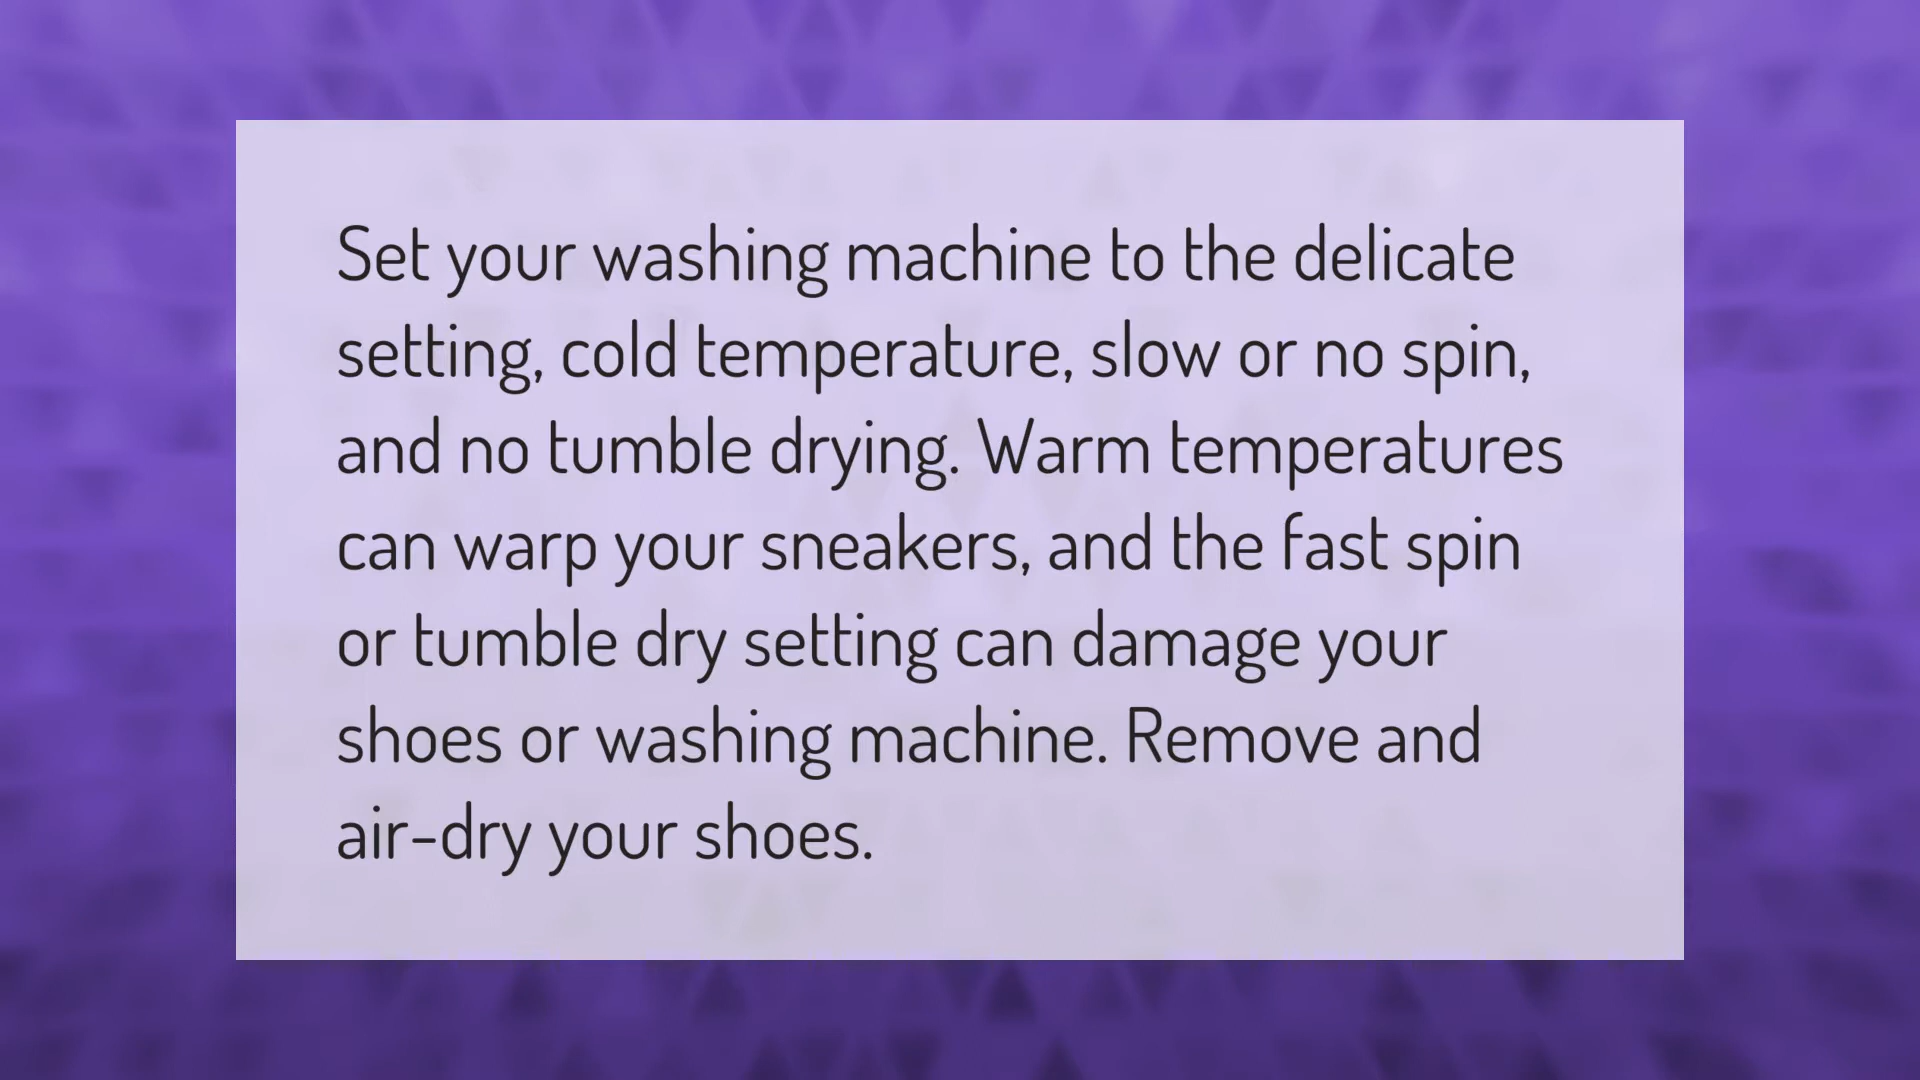 Set your washing machine to the delicate
setting, cold temperature, slow or no spin,
and no tumble drying. Warm temperatures
can warp your sneakers, and the fast spin
or tumble dry setting can damage your
shoes or washing machine. Remove and
air-dry your shoes.